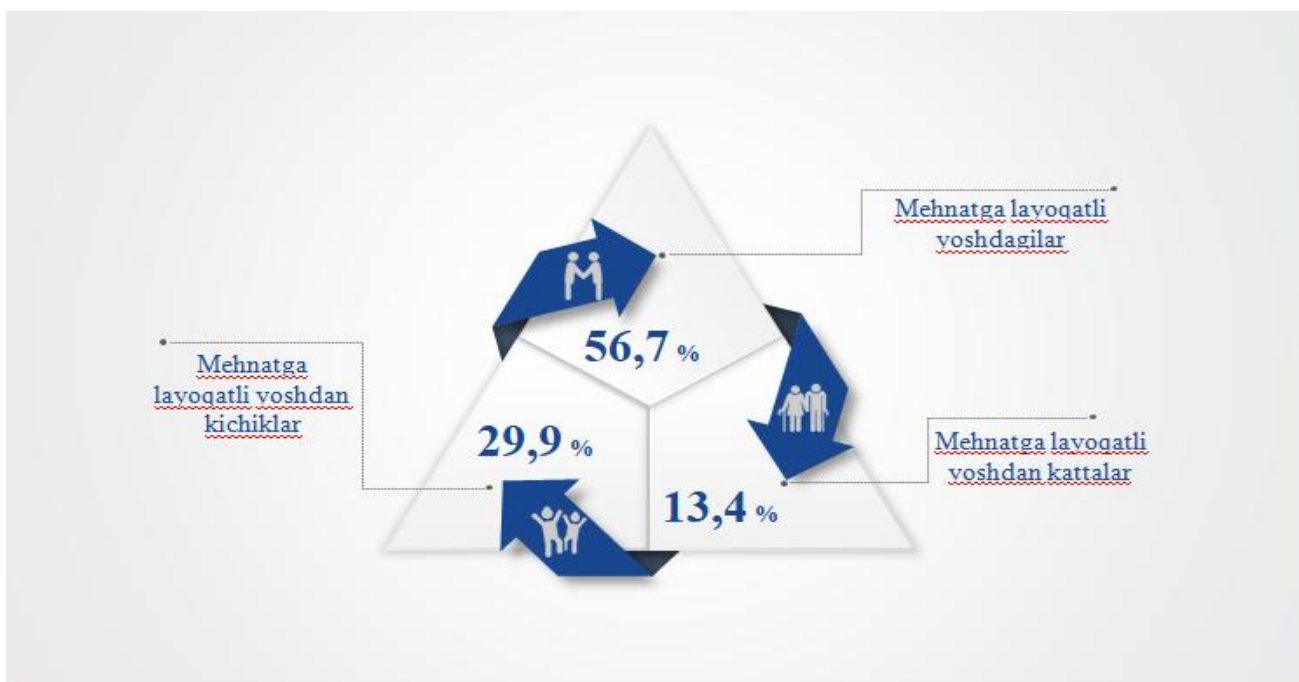 Mehnatga layoqatli
yoshdagilar
56,7 %
Mehnatga
layoqatli yoshdan
kichiklar
29,9 %
Mehnatga layoqatli
yoshdan kattalar
13,4 %